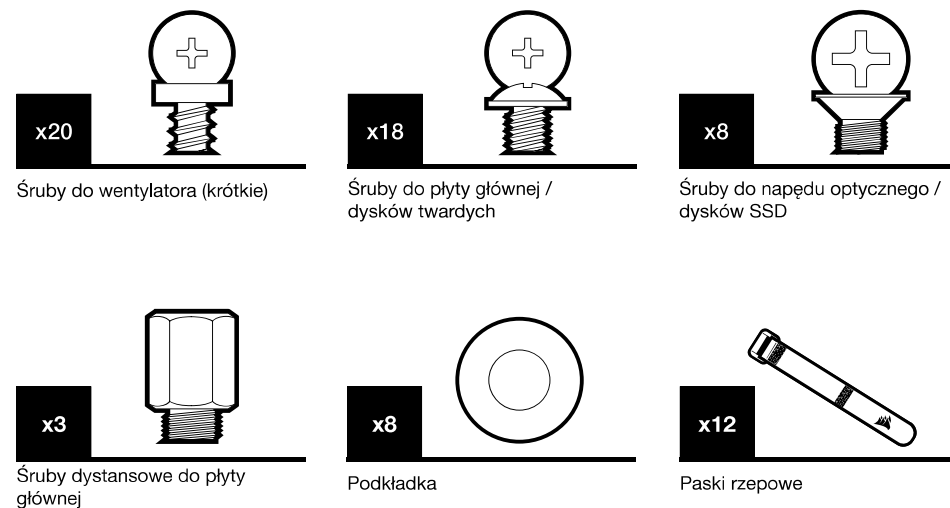 x20
Śruby do wentylatora (krótkie)
x18
Śruby do płyty głównej /
dysków twardych
x8
Śruby do napędu optycznego /
dysków SSD
x3
Śruby dystansowe do płyty
głównej
x8
Podkładka
x12
Paski rzepowe